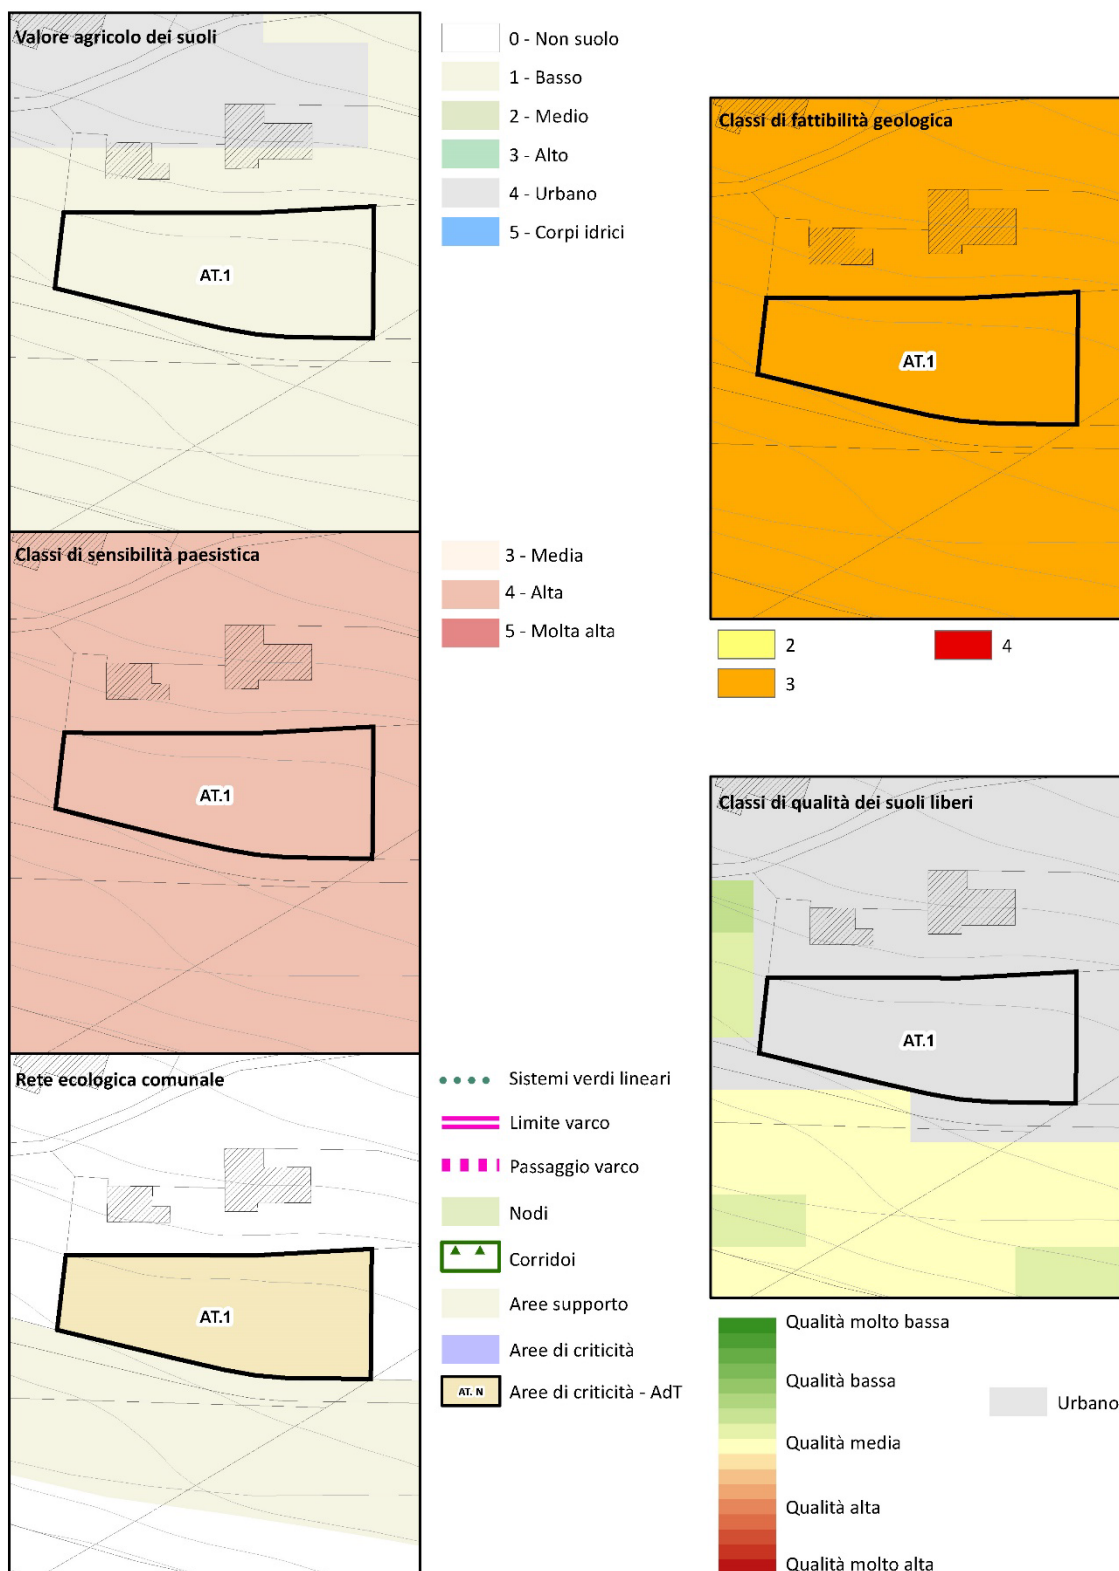 Valore agricolo dei suoli
AT.1
0 - Non suolo
1 - Basso
2 - Medio
3 - Alto
4 - Urbano
5 - Corpi idrici
Classi di fattibilità geologica
AT.1
2
3
4
Classi di sensibilità paesistica
AT.1
3 - Media
4 - Alta
5 - Molta alta
Classi di qualità dei suoli liberi
AT.1
Qualità molto bassa
Qualità bassa
Qualità media
Qualità alta
Qualità molto alta
Urbano
Rete ecologica comunale
AT.1
Sistemi verdi lineari
Limite varco
Passaggio varco
Nodi
Corridoi
Aree supporto
Aree di criticità
AT. N
Aree di criticità - AdT